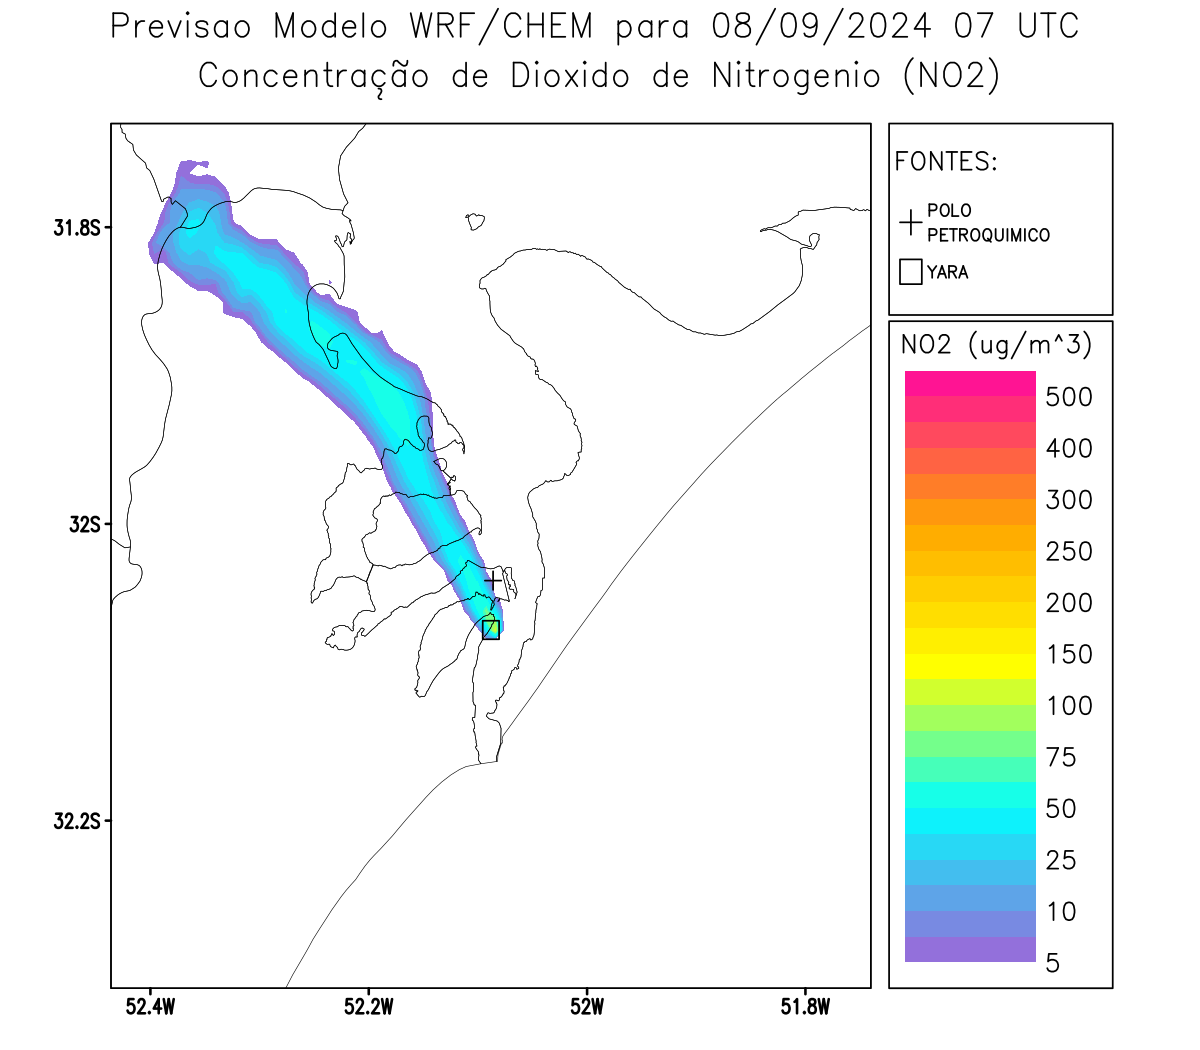 Previsao Modelo WRF/CHEM para 08/09/2024 07 UTC
Concentração de Dioxido de Nitrogenio (NO2)
FONTES:
POLO
PETROQUIMICO
YARA
NO2 (ug/m^3)
500
400
300
250
200
150
100
75
50
25
10
5
31.8S
32S
32.2S
52.4W
52.2W
52W
51.8W